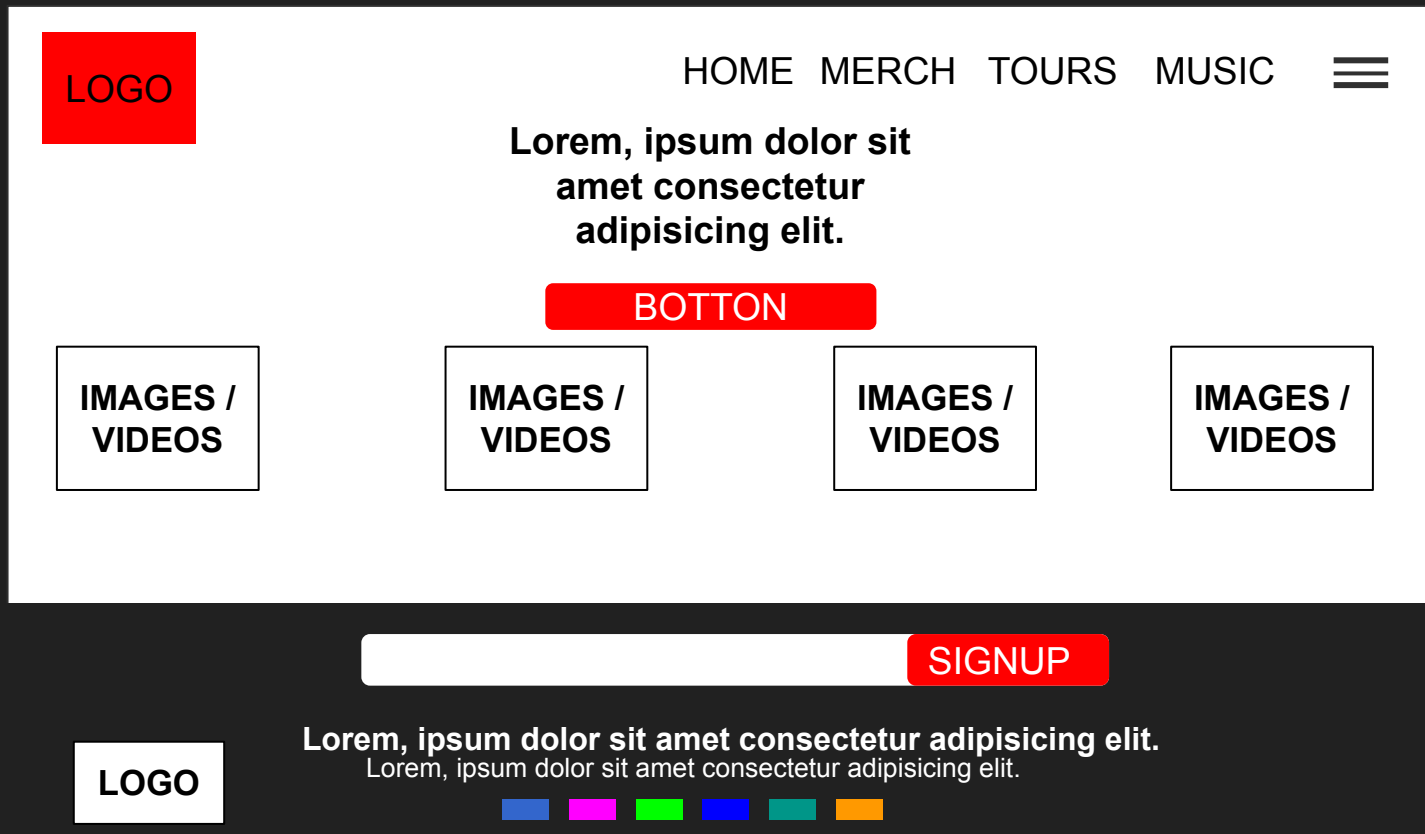 LOGO
HOME MERCH TOURS MUSIC
Lorem, ipsum dolor sit
amet consectetur
adipisicing elit.
BOTTON
IMAGES /
VIDEOS
IMAGES /
VIDEOS
IMAGES /
VIDEOS
IMAGES /
VIDEOS
SIGNUP
Lorem, ipsum dolor sit amet consectetur adipisicing elit.
Lorem, ipsum dolor sit amet consectetur adipisicing elit.
LOGO